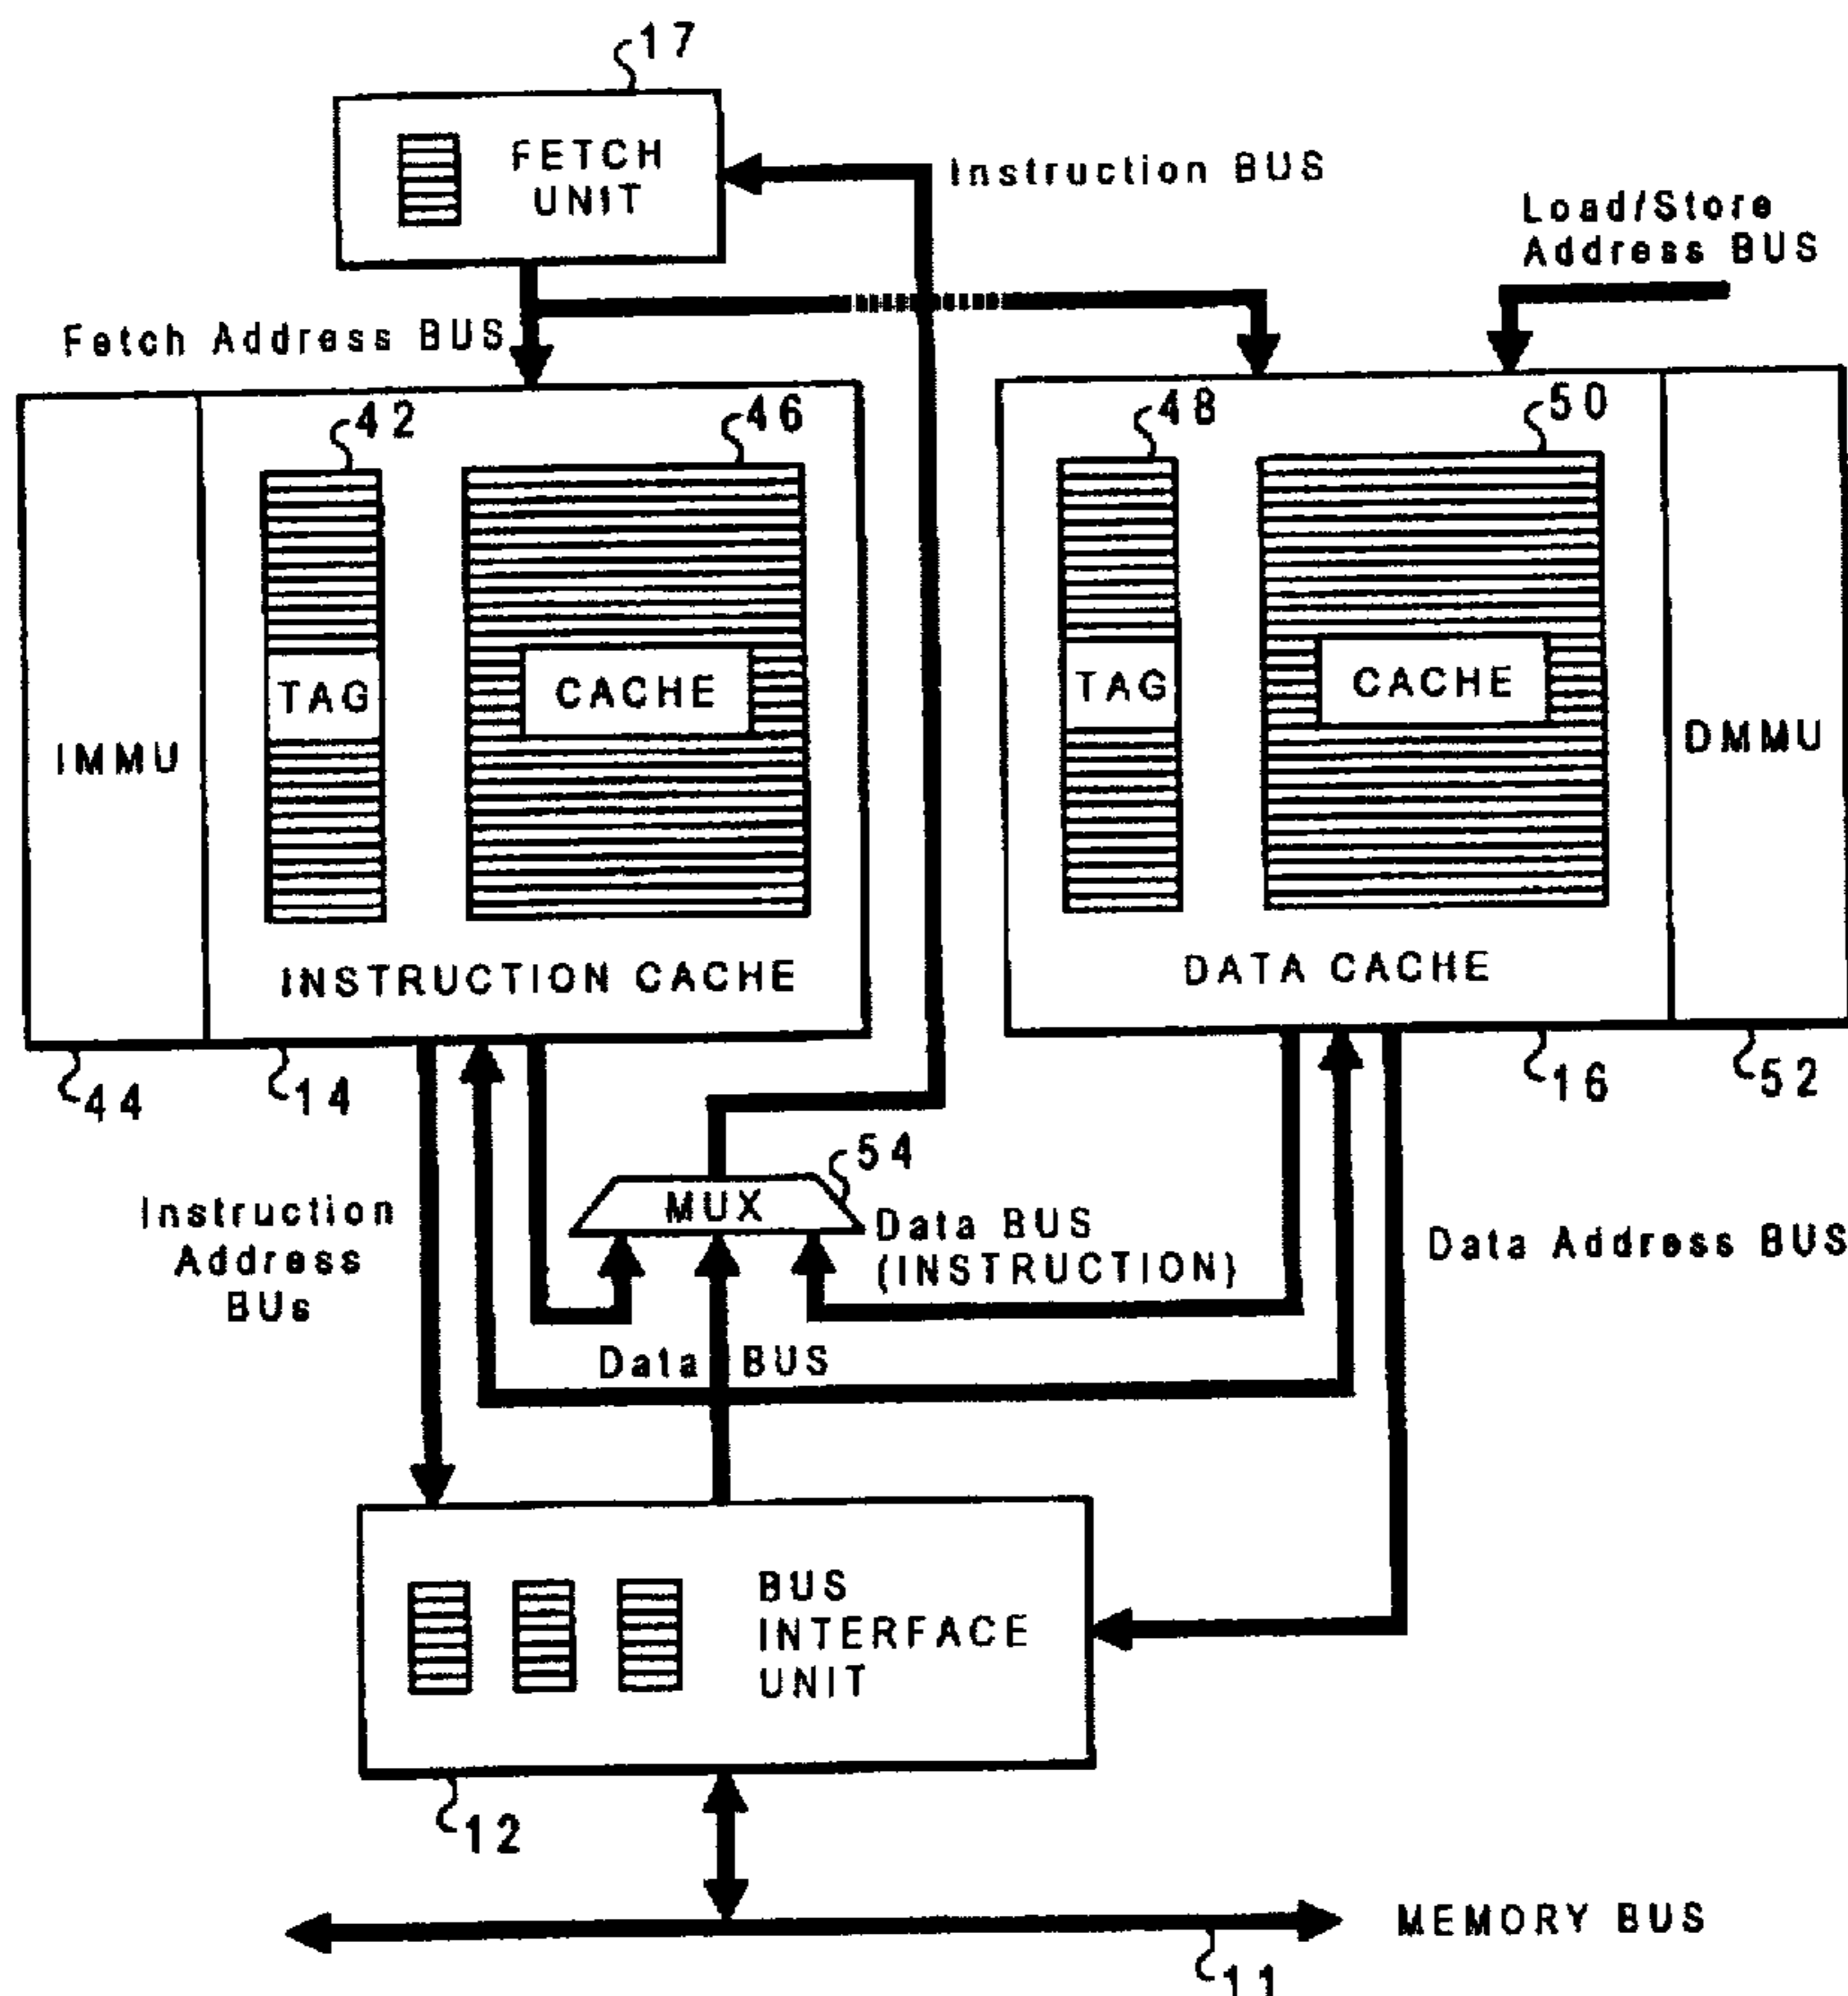 17
FETCH
UNIT
Instruction BUS
Load/Store
Address BUS
Fetch Address BUS
42
46
48
50
TAG
CACHE
TAG
CACHE
IMMU
DMMU
INSTRUCTION CACHE
DATA CACHE
44
14
16
52
54
MUX
Instruction
Address
BUs
Data BUS
(INSTRUCTION)
Data Address BUS
Data BUS
BUS
INTERFACE
UNIT
12
MEMORY BUS
11